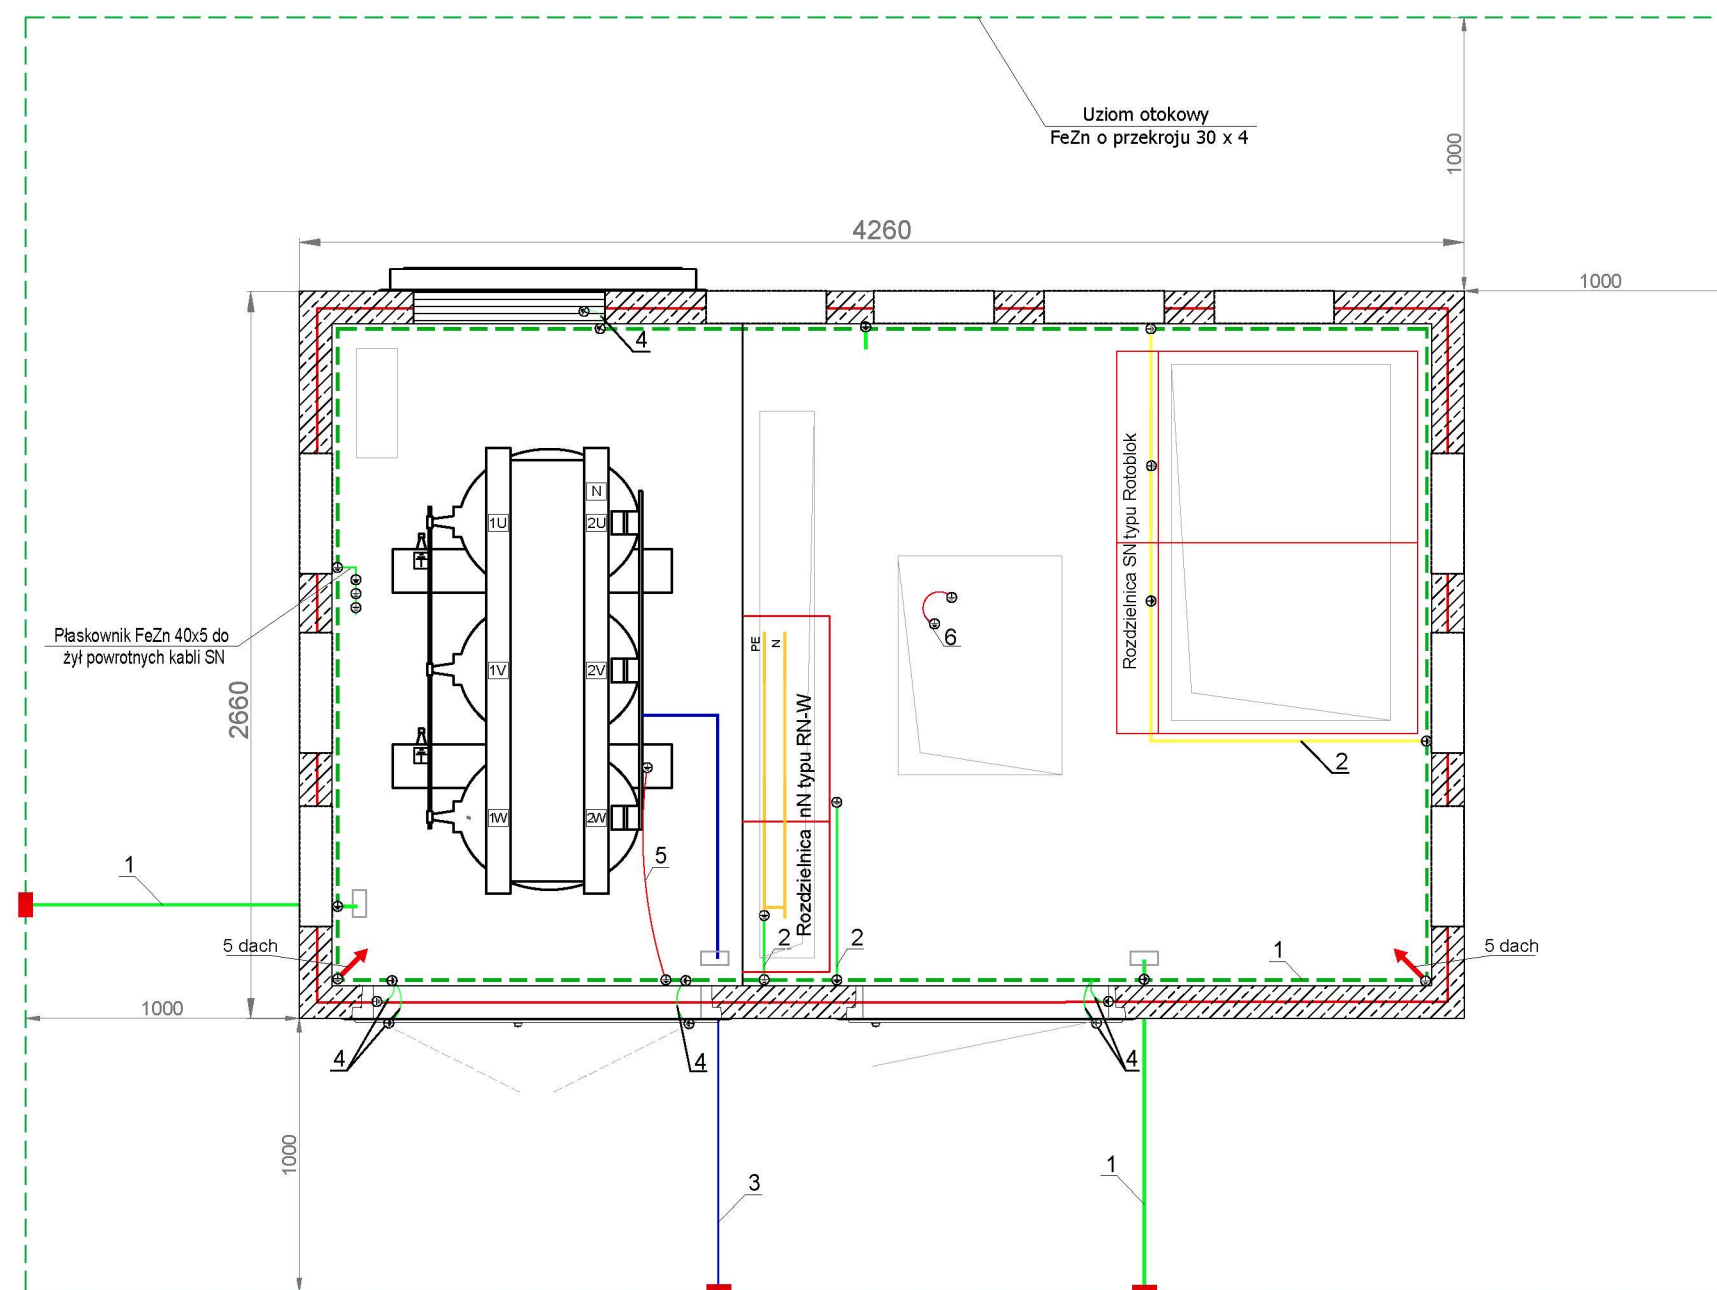 Uziom otokowy
FeZn o przekroju 30 x 4
1000
4260
1000
4
N
1U
2U
Rozdzielnica SN typu Rotoblok
Płaskownik FeZn 40x5 do
żył powrotnych kabli SN
6
PE
N
1V
2V
2660
Rozdzielnica nN typu RN-W
2
1W
2W
5
1
2
2
5 dach
1
5 dach
1000
4
4
4
1000
3
1